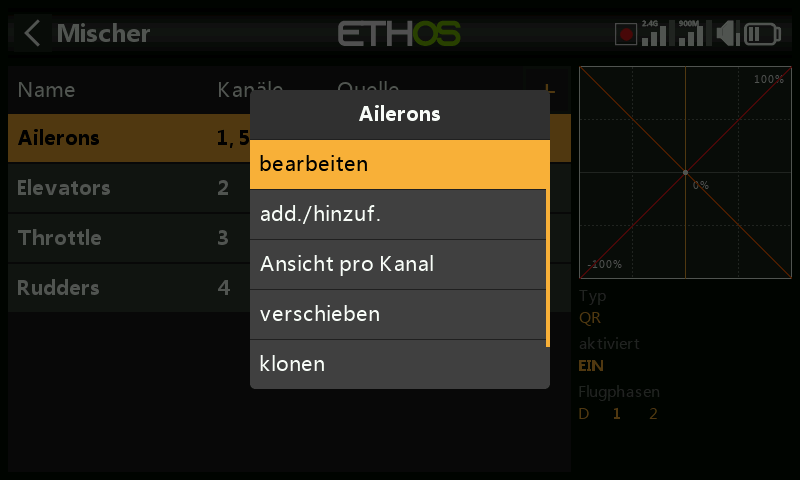 Mischer
ETHOS
2.4G 900M
Name Kanäle Quelle +
Ailerons 1, 5
Elevators 2
Throttle 3
Rudders 4
Ailerons
bearbeiten
add./hinzuf.
Ansicht pro Kanal
verschieben
klonen
100%
0%
-100%
Typ
QR
aktiviert
EIN
Flugphasen
D 1 2